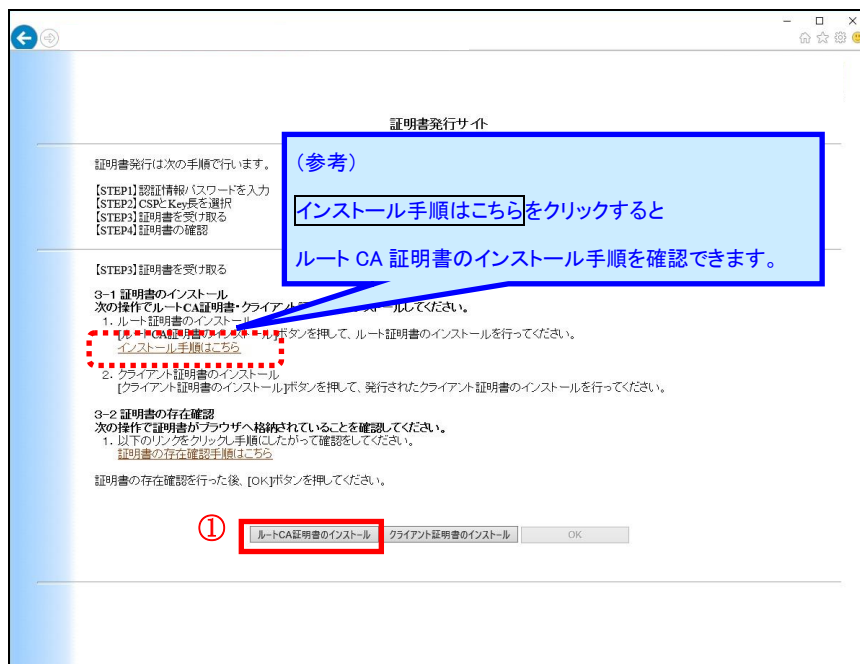 証明書発行サイト
証明書発行は次の手順で行います。
【STEP1】認証情報パスワードを入力
【STEP2】CSPとKey長を選択
【STEP3】証明書を受け取る
【STEP4】証明書の確認
(参考)
インストール手順はこちらをクリックすると
ルート CA 証明書のインストール手順を確認できます。
【STEP3】証明書を受け取る
3-1 証明書のインストール
次の操作でルートCA証明書・クライアント ールしてください。
1. ルート証明書のインストール
[ルートCA証明書のインストール]ボタンを押して、ルート証明書のインストールを行ってください。
インストール手順はこちら
2. クライアント証明書のインストール
[クライアント証明書のインストール]ボタンを押して、発行されたクライアント証明書のインストールを行ってください。
3-2 証明書の存在確認
次の操作で証明書がブラウザへ格納されていることを確認してください。
1. 以下のリンクをクリックし手順にしたがって確認をしてください。
証明書の存在確認手順はこちら
証明書の存在確認を行った後、[OK]ボタンを押してください。
① ルートCA証明書のインストール クライアント証明書のインストール OK